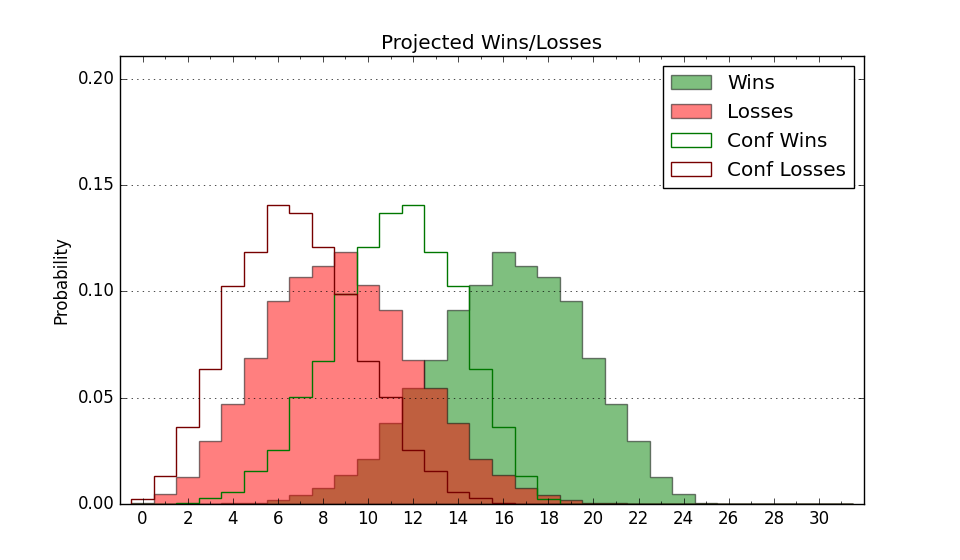 Projected Wins/Losses
0.20
0.15
0.10
0.05
0.00
Probability
Wins
Losses
Conf Wins
Conf Losses
0 2 4 6 8 10 12 14 16 18 20 22 24 26 28 30